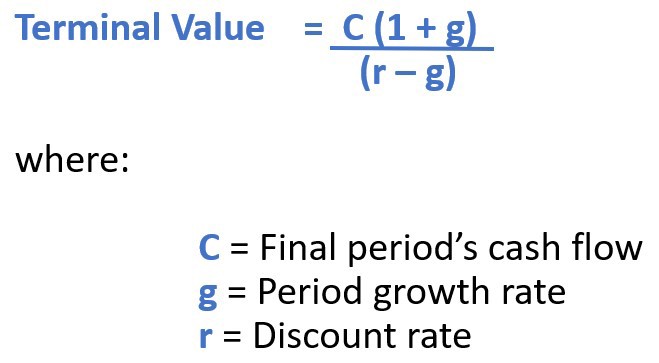 Terminal Value = C (1 + g)
(r – g)
where:
C = Final period’s cash flow
g = Period growth rate
r = Discount rate